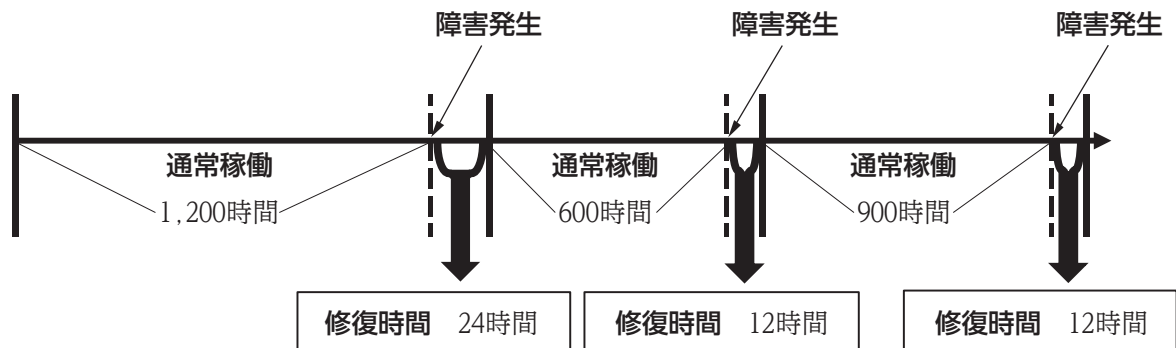 障害発生 障害発生 障害発生
通常稼働 通常稼働 通常稼働
1,200時間 600時間 900時間
修復時間 24時間 修復時間 12時間 修復時間 12時間